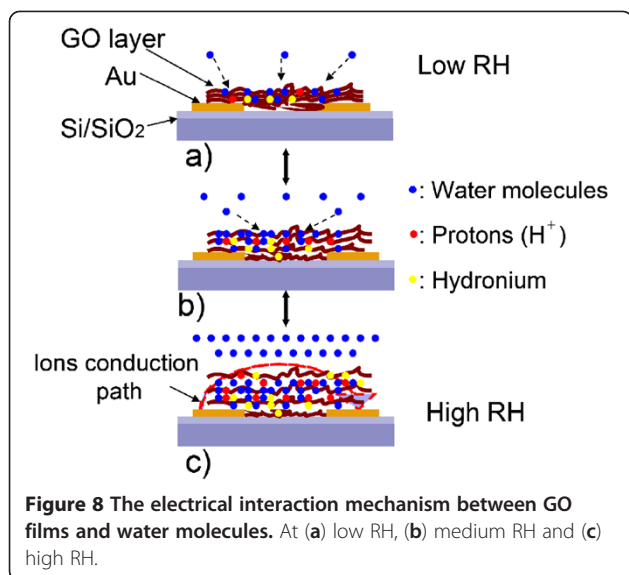 GO layer
Low RH
Au
Si/SiO2
a)
: Water molecules
: Protons (H+)
: Hydronium
b)
Ions conduction
path
High RH
c)
Figure 8 The electrical interaction mechanism between GO
films and water molecules. At (a) low RH, (b) medium RH and (c)
high RH.